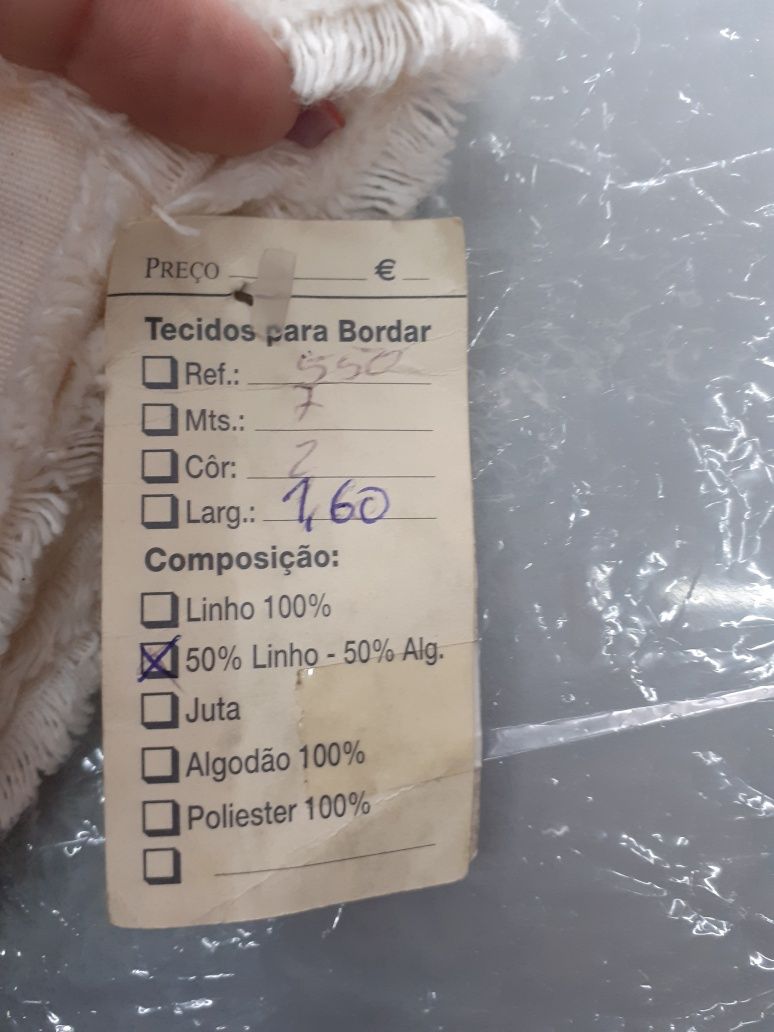 PREÇO € 
Tecidos para Bordar
Ref.: 550
Mts.: 7
Côr: 2
Larg.: 1,60
Composição:
Linho 100%
50% Linho - 50% Alg.
Juta
Algodão 100%
Poliester 100%